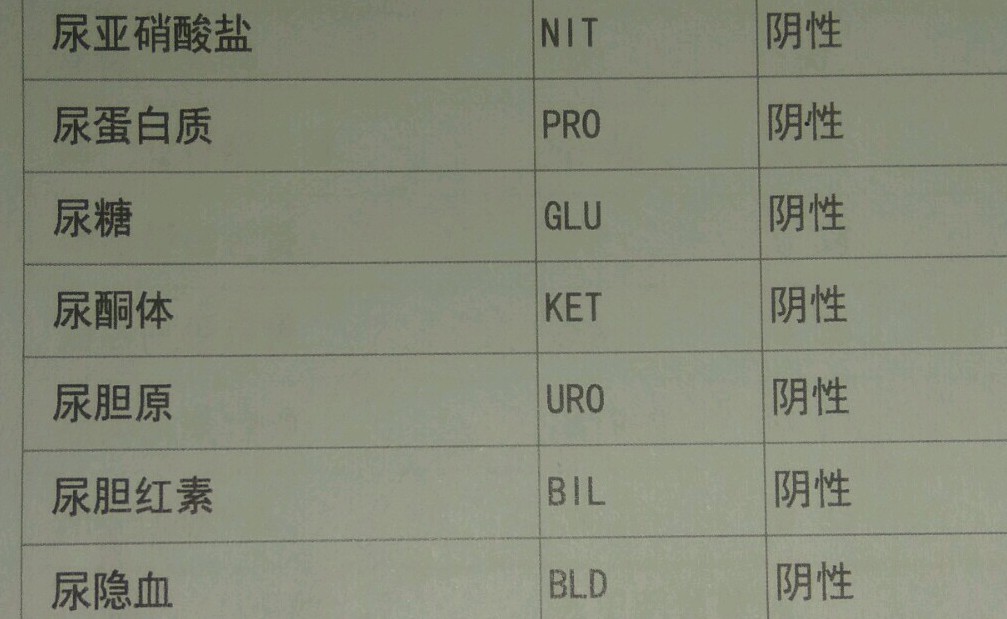 尿亚硝酸盐 NIT 阴性
尿蛋白质 PRO 阴性
尿糖 GLU 阴性
尿酮体 KET 阴性
尿胆原 URO 阴性
尿胆红素 BIL 阴性
尿隐血 BLD 阴性